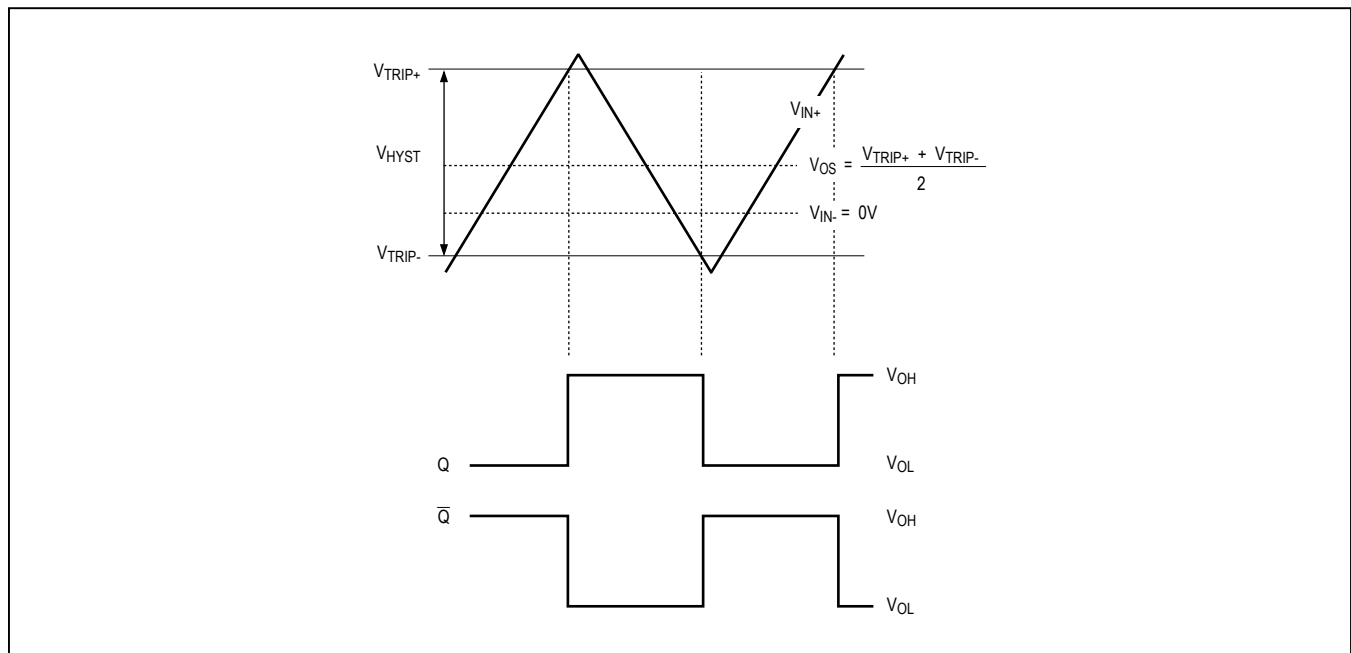 VTRIP+
VIN+
VHYST
VOS = VTRIP+ + VTRIP-
2
VIN- = 0V
VTRIP-
VOH
Q
VOL
Q̅
VOH
VOL